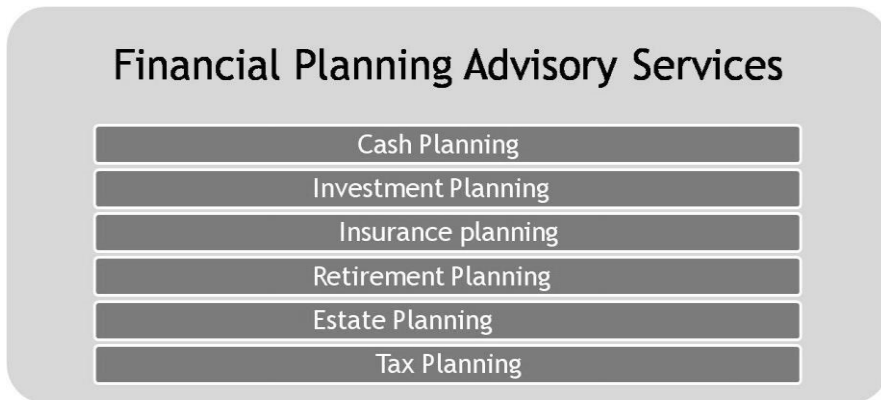 Financial Planning Advisory Services
Cash Planning
Investment Planning
Insurance planning
Retirement Planning
Estate Planning
Tax Planning